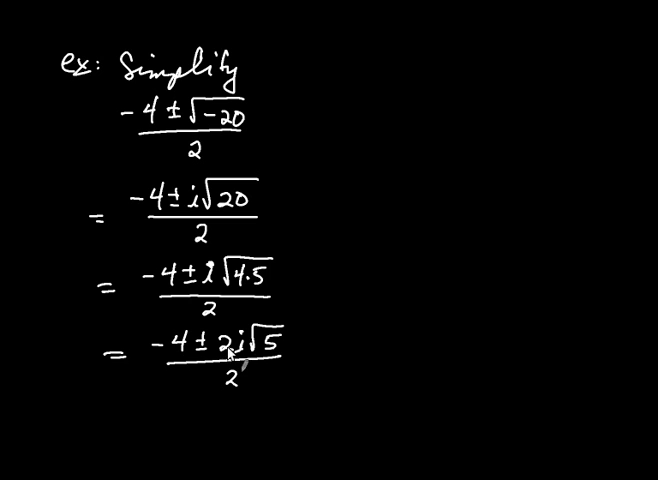 ex: Simplify
-4 ± √-20
2
= -4 ± i√20
2
= -4 ± i√4·5
2
= -4 ± 2i√5
2